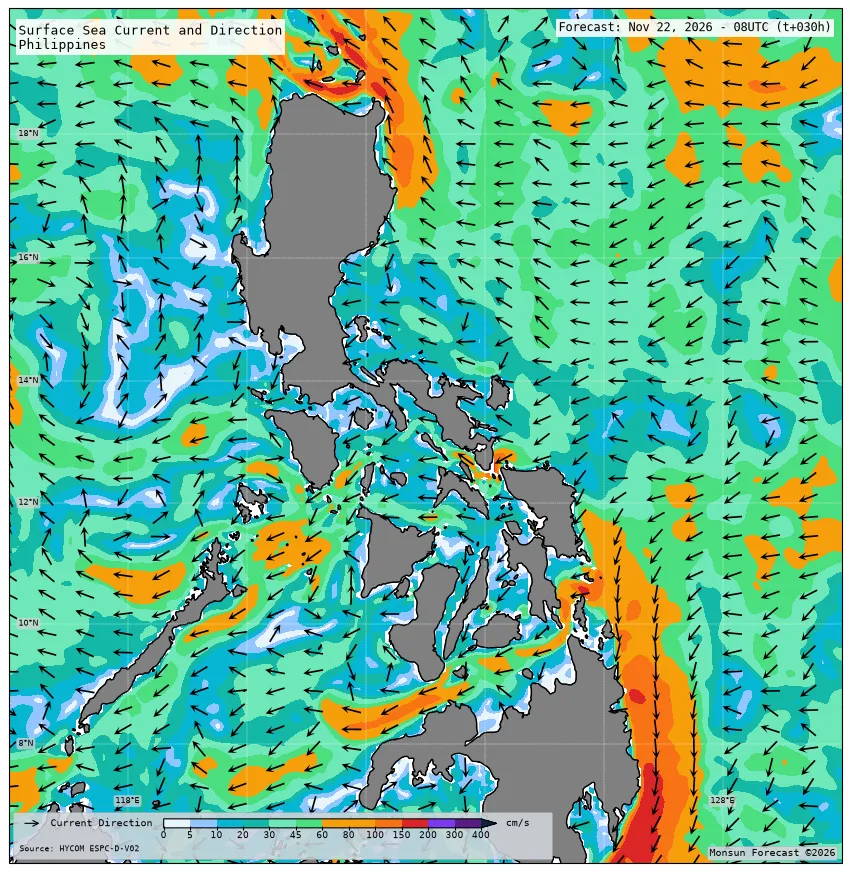 Surface Sea Current and Direction
Philippines
Forecast: Nov 22, 2026 - 08UTC (t+030h)
18°N
16°N
14°N
12°N
10°N
8°N
118°E
128°E
Current Direction
0 5 10 20 30 45 60 80 100 150 200 300 400
cm/s
Source: HYCOM ESPC-D-V02
Monsun Forecast ©2026